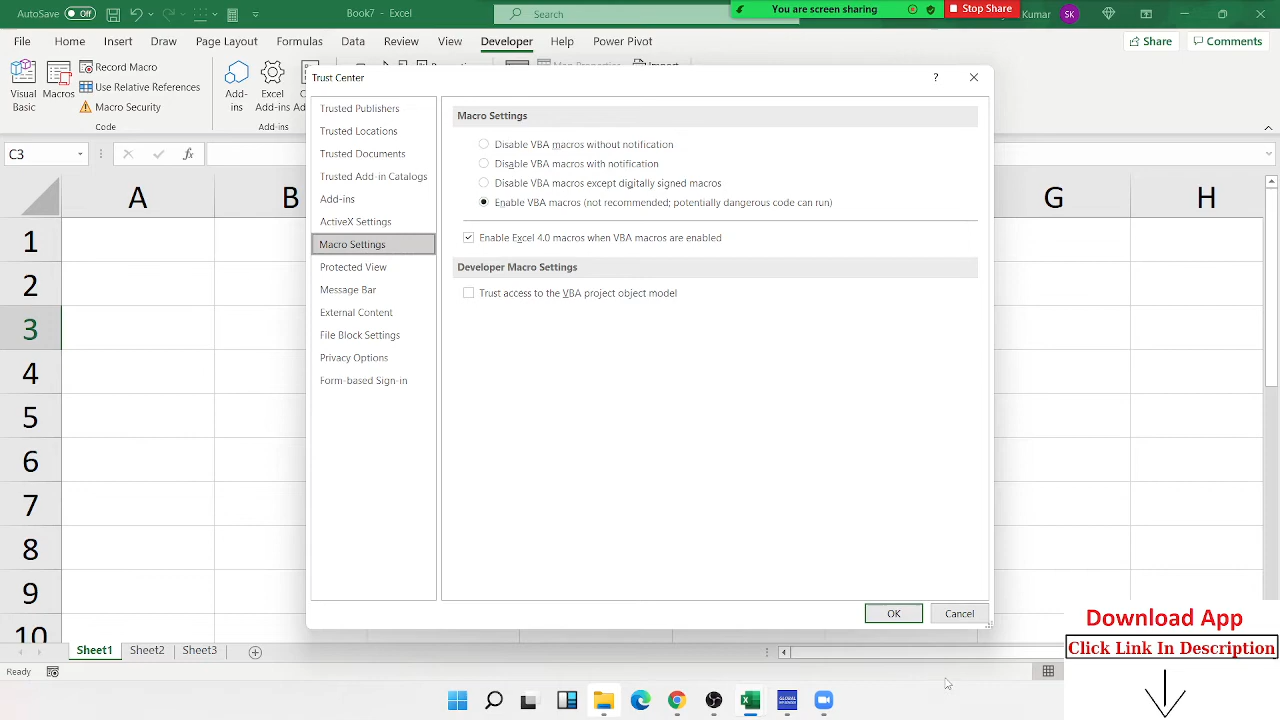 AutoSave Off Book7 - Excel Search You are screen sharing Stop Share Kumar SK
File Home Insert Draw Page Layout Formulas Data Review View Developer Help Power Pivot Share Comments
Visual Basic
Macros
Record Macro
Use Relative References
Macro Security
Code
Add-ins
Excel Add-ins
Add-ins
Trust Center
Trusted Publishers
Trusted Locations
Trusted Documents
Trusted Add-in Catalogs
Add-ins
ActiveX Settings
Macro Settings
Protected View
Message Bar
External Content
File Block Settings
Privacy Options
Form-based Sign-in
Macro Settings
Disable VBA macros without notification
Disable VBA macros with notification
Disable VBA macros except digitally signed macros
Enable VBA macros (not recommended; potentially dangerous code can run)
Enable Excel 4.0 macros when VBA macros are enabled
Developer Macro Settings
Trust access to the VBA project object model
OK Cancel
C3 fx
A B G H
1
2
3
4
5
6
7
8
9
10
Sheet1 Sheet2 Sheet3
Ready
Download App
Click Link In Description